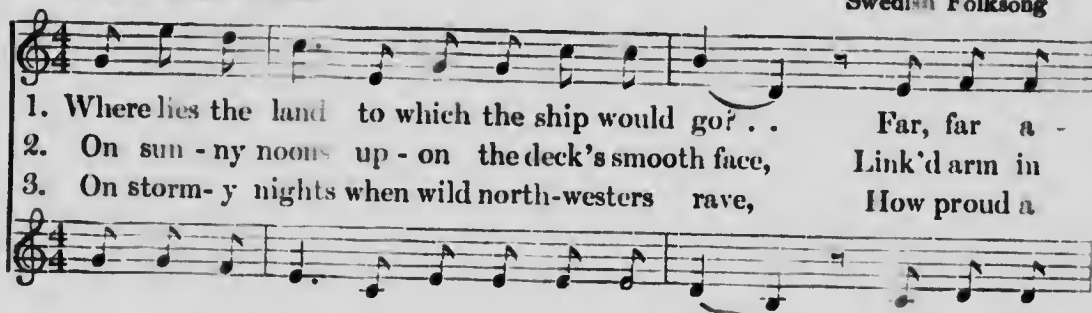 Swedish Folksong
1. Where lies the land to which the ship would go? . . Far, far a -
2. On sun - ny noons up - on the deck's smooth face, Link'd arm in
3. On storm - y nights when wild north-westers rave, How proud a